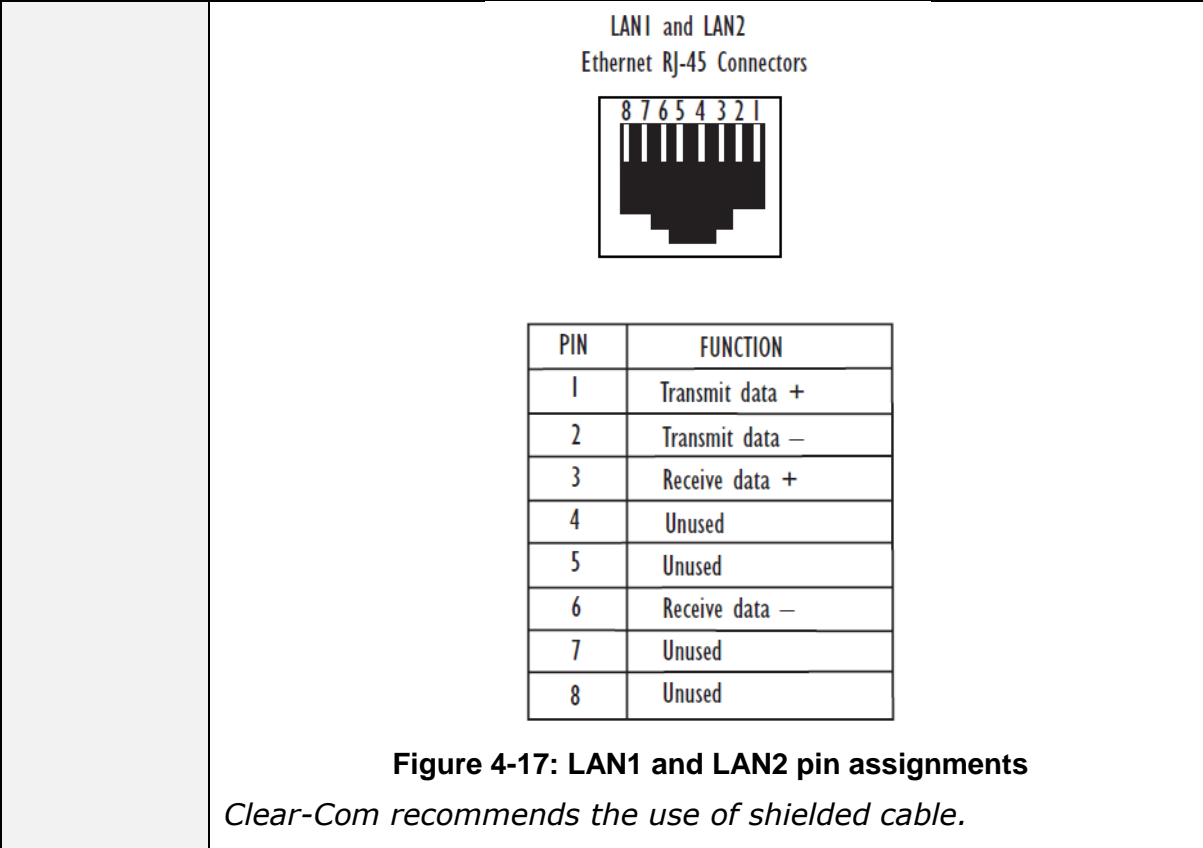 LAN1 and LAN2
Ethernet RJ-45 Connectors
8 7 6 5 4 3 2 1
PIN FUNCTION
1 Transmit data +
2 Transmit data –
3 Receive data +
4 Unused
5 Unused
6 Receive data –
7 Unused
8 Unused
Figure 4-17: LAN1 and LAN2 pin assignments
Clear-Com recommends the use of shielded cable.